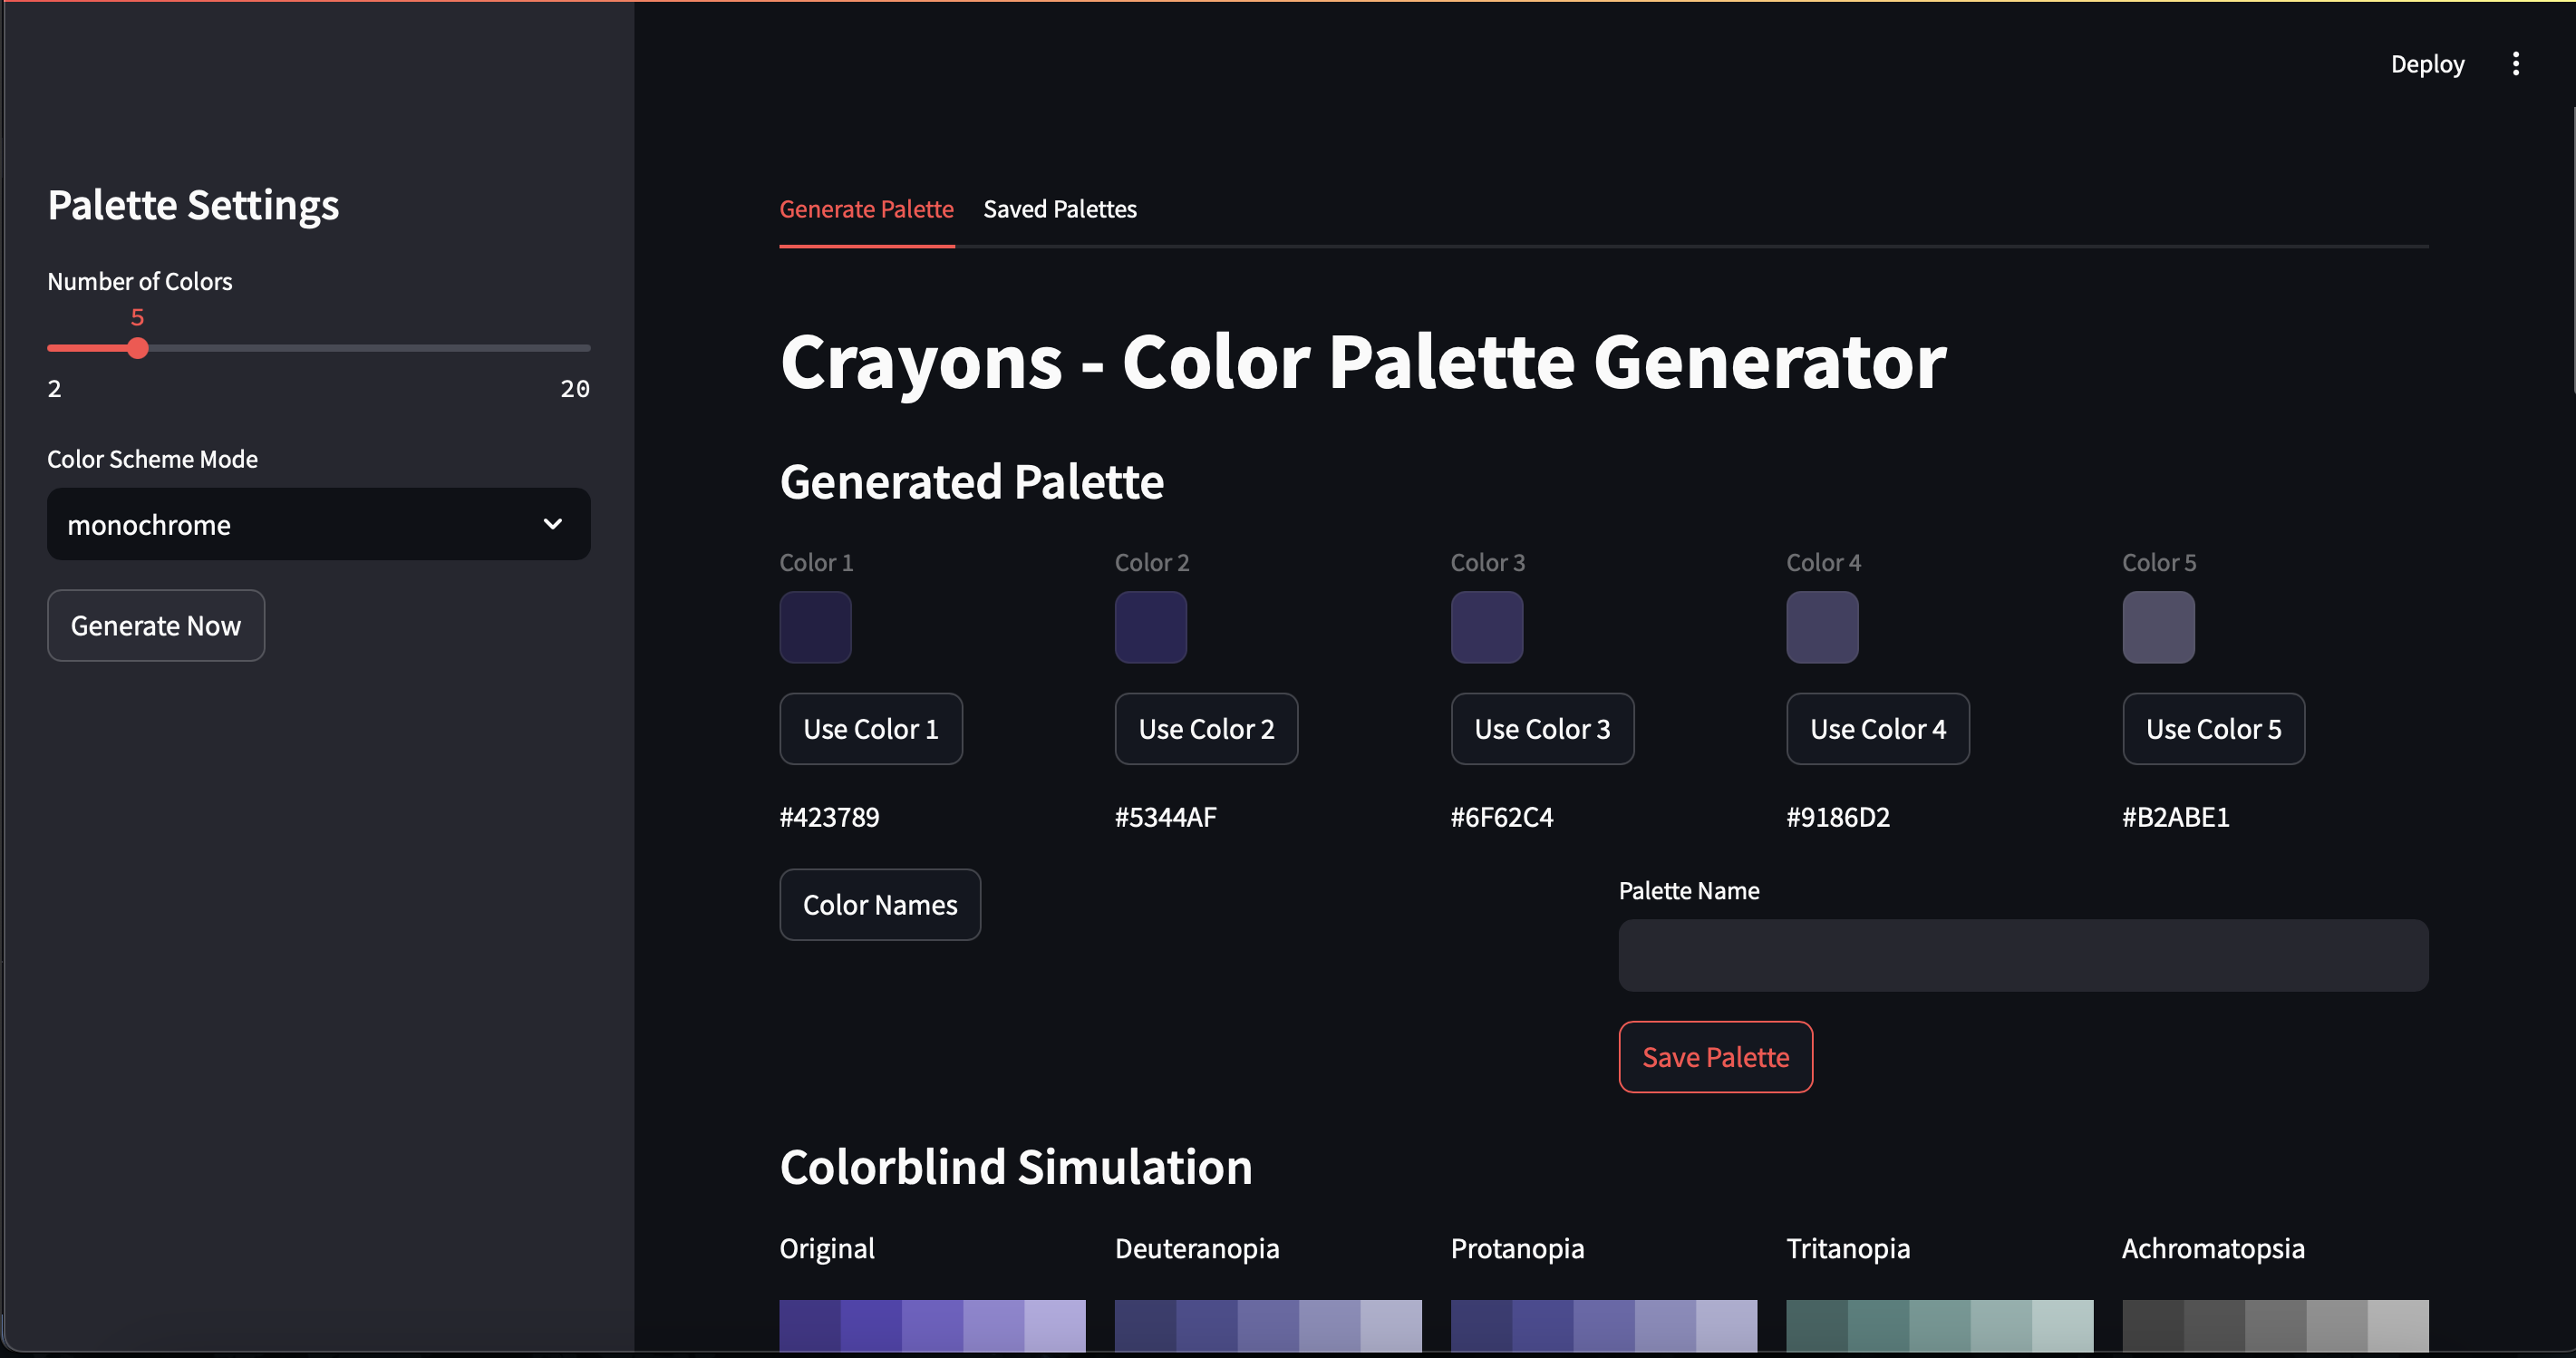 Deploy
Palette Settings
Number of Colors
5
2 20
Color Scheme Mode
monochrome
Generate Now
Generate Palette Saved Palettes
Crayons - Color Palette Generator
Generated Palette
Color 1 Color 2 Color 3 Color 4 Color 5
Use Color 1 Use Color 2 Use Color 3 Use Color 4 Use Color 5
#423789 #5344AF #6F62C4 #9186D2 #B2ABE1
Color Names
Palette Name
Save Palette
Colorblind Simulation
Original Deuteranopia Protanopia Tritanopia Achromatopsia